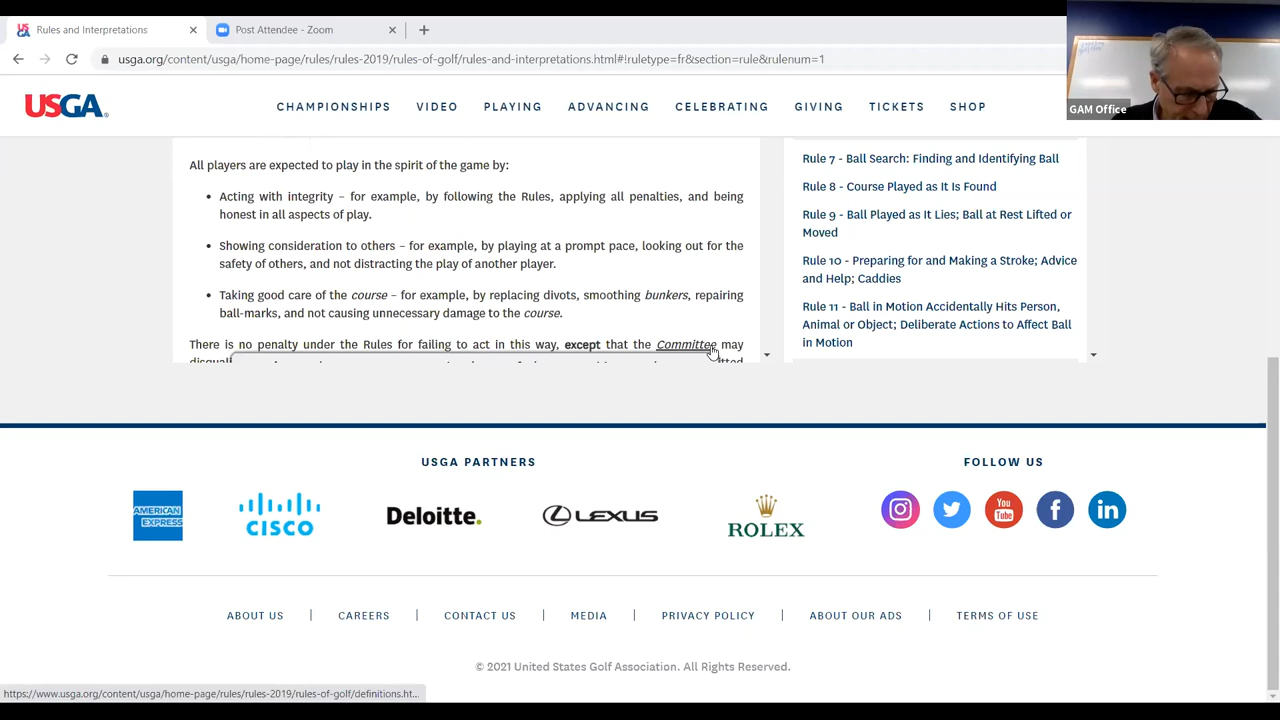 Rules and Interpretations
Post Attendee - Zoom
usga.org/content/usga/home-page/rules/rules-2019/rules-of-golf/rules-and-interpretations.html#!ruletype=fr&section=rule&rulenum=1
GAM Office
USGA
CHAMPIONSHIPS VIDEO PLAYING ADVANCING CELEBRATING GIVING TICKETS SHOP
All players are expected to play in the spirit of the game by:
• Acting with integrity – for example, by following the Rules, applying all penalties, and being
honest in all aspects of play.
• Showing consideration to others – for example, by playing at a prompt pace, looking out for the
safety of others, and not distracting the play of another player.
• Taking good care of the course – for example, by replacing divots, smoothing bunkers, repairing
ball-marks, and not causing unnecessary damage to the course.
There is no penalty under the Rules for failing to act in this way, except that the Committee may
Rule 7 - Ball Search: Finding and Identifying Ball
Rule 8 - Course Played as It Is Found
Rule 9 - Ball Played as It Lies; Ball at Rest Lifted or
Moved
Rule 10 - Preparing for and Making a Stroke; Advice
and Help; Caddies
Rule 11 - Ball in Motion Accidentally Hits Person,
Animal or Object; Deliberate Actions to Affect Ball
in Motion
USGA PARTNERS
FOLLOW US
AMERICAN
EXPRESS
CISCO
Deloitte.
LEXUS
ROLEX
You
Tube
in
ABOUT US | CAREERS | CONTACT US | MEDIA | PRIVACY POLICY | ABOUT OUR ADS | TERMS OF USE
© 2021 United States Golf Association. All Rights Reserved.
https://www.usga.org/content/usga/home-page/rules/rules-2019/rules-of-golf/definitions.ht...